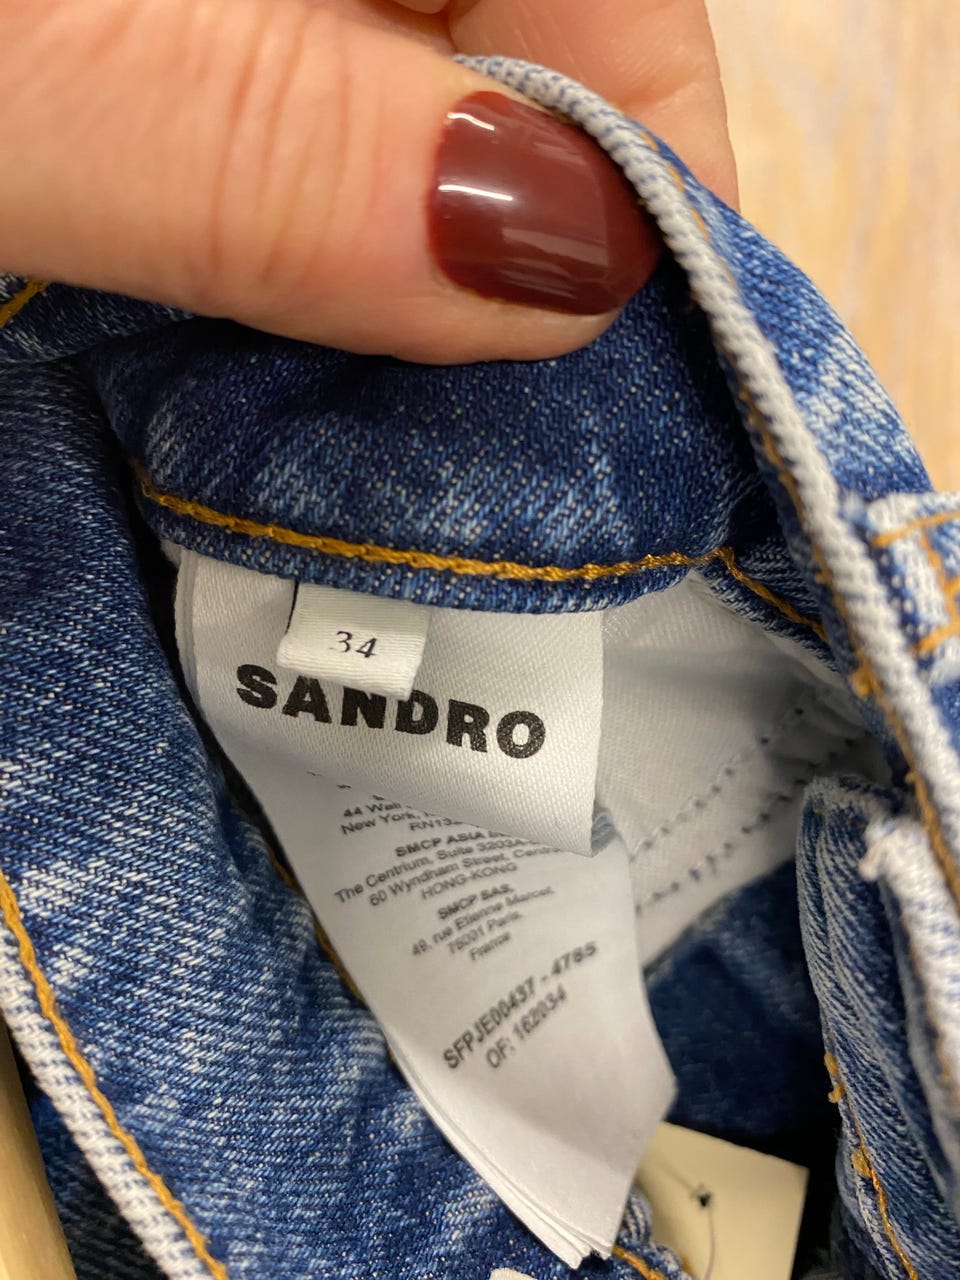 34
SANDRO
44 Wall
New York,
SMCP ASIA
The Centrium, Suite 3203A
60 Wyndham Street,
HONG-KONG
SMCP SAS,
49, rue Etienne Marcel,
75001 Paris,
France
SFPJE00437 - 4785
OF: 162034